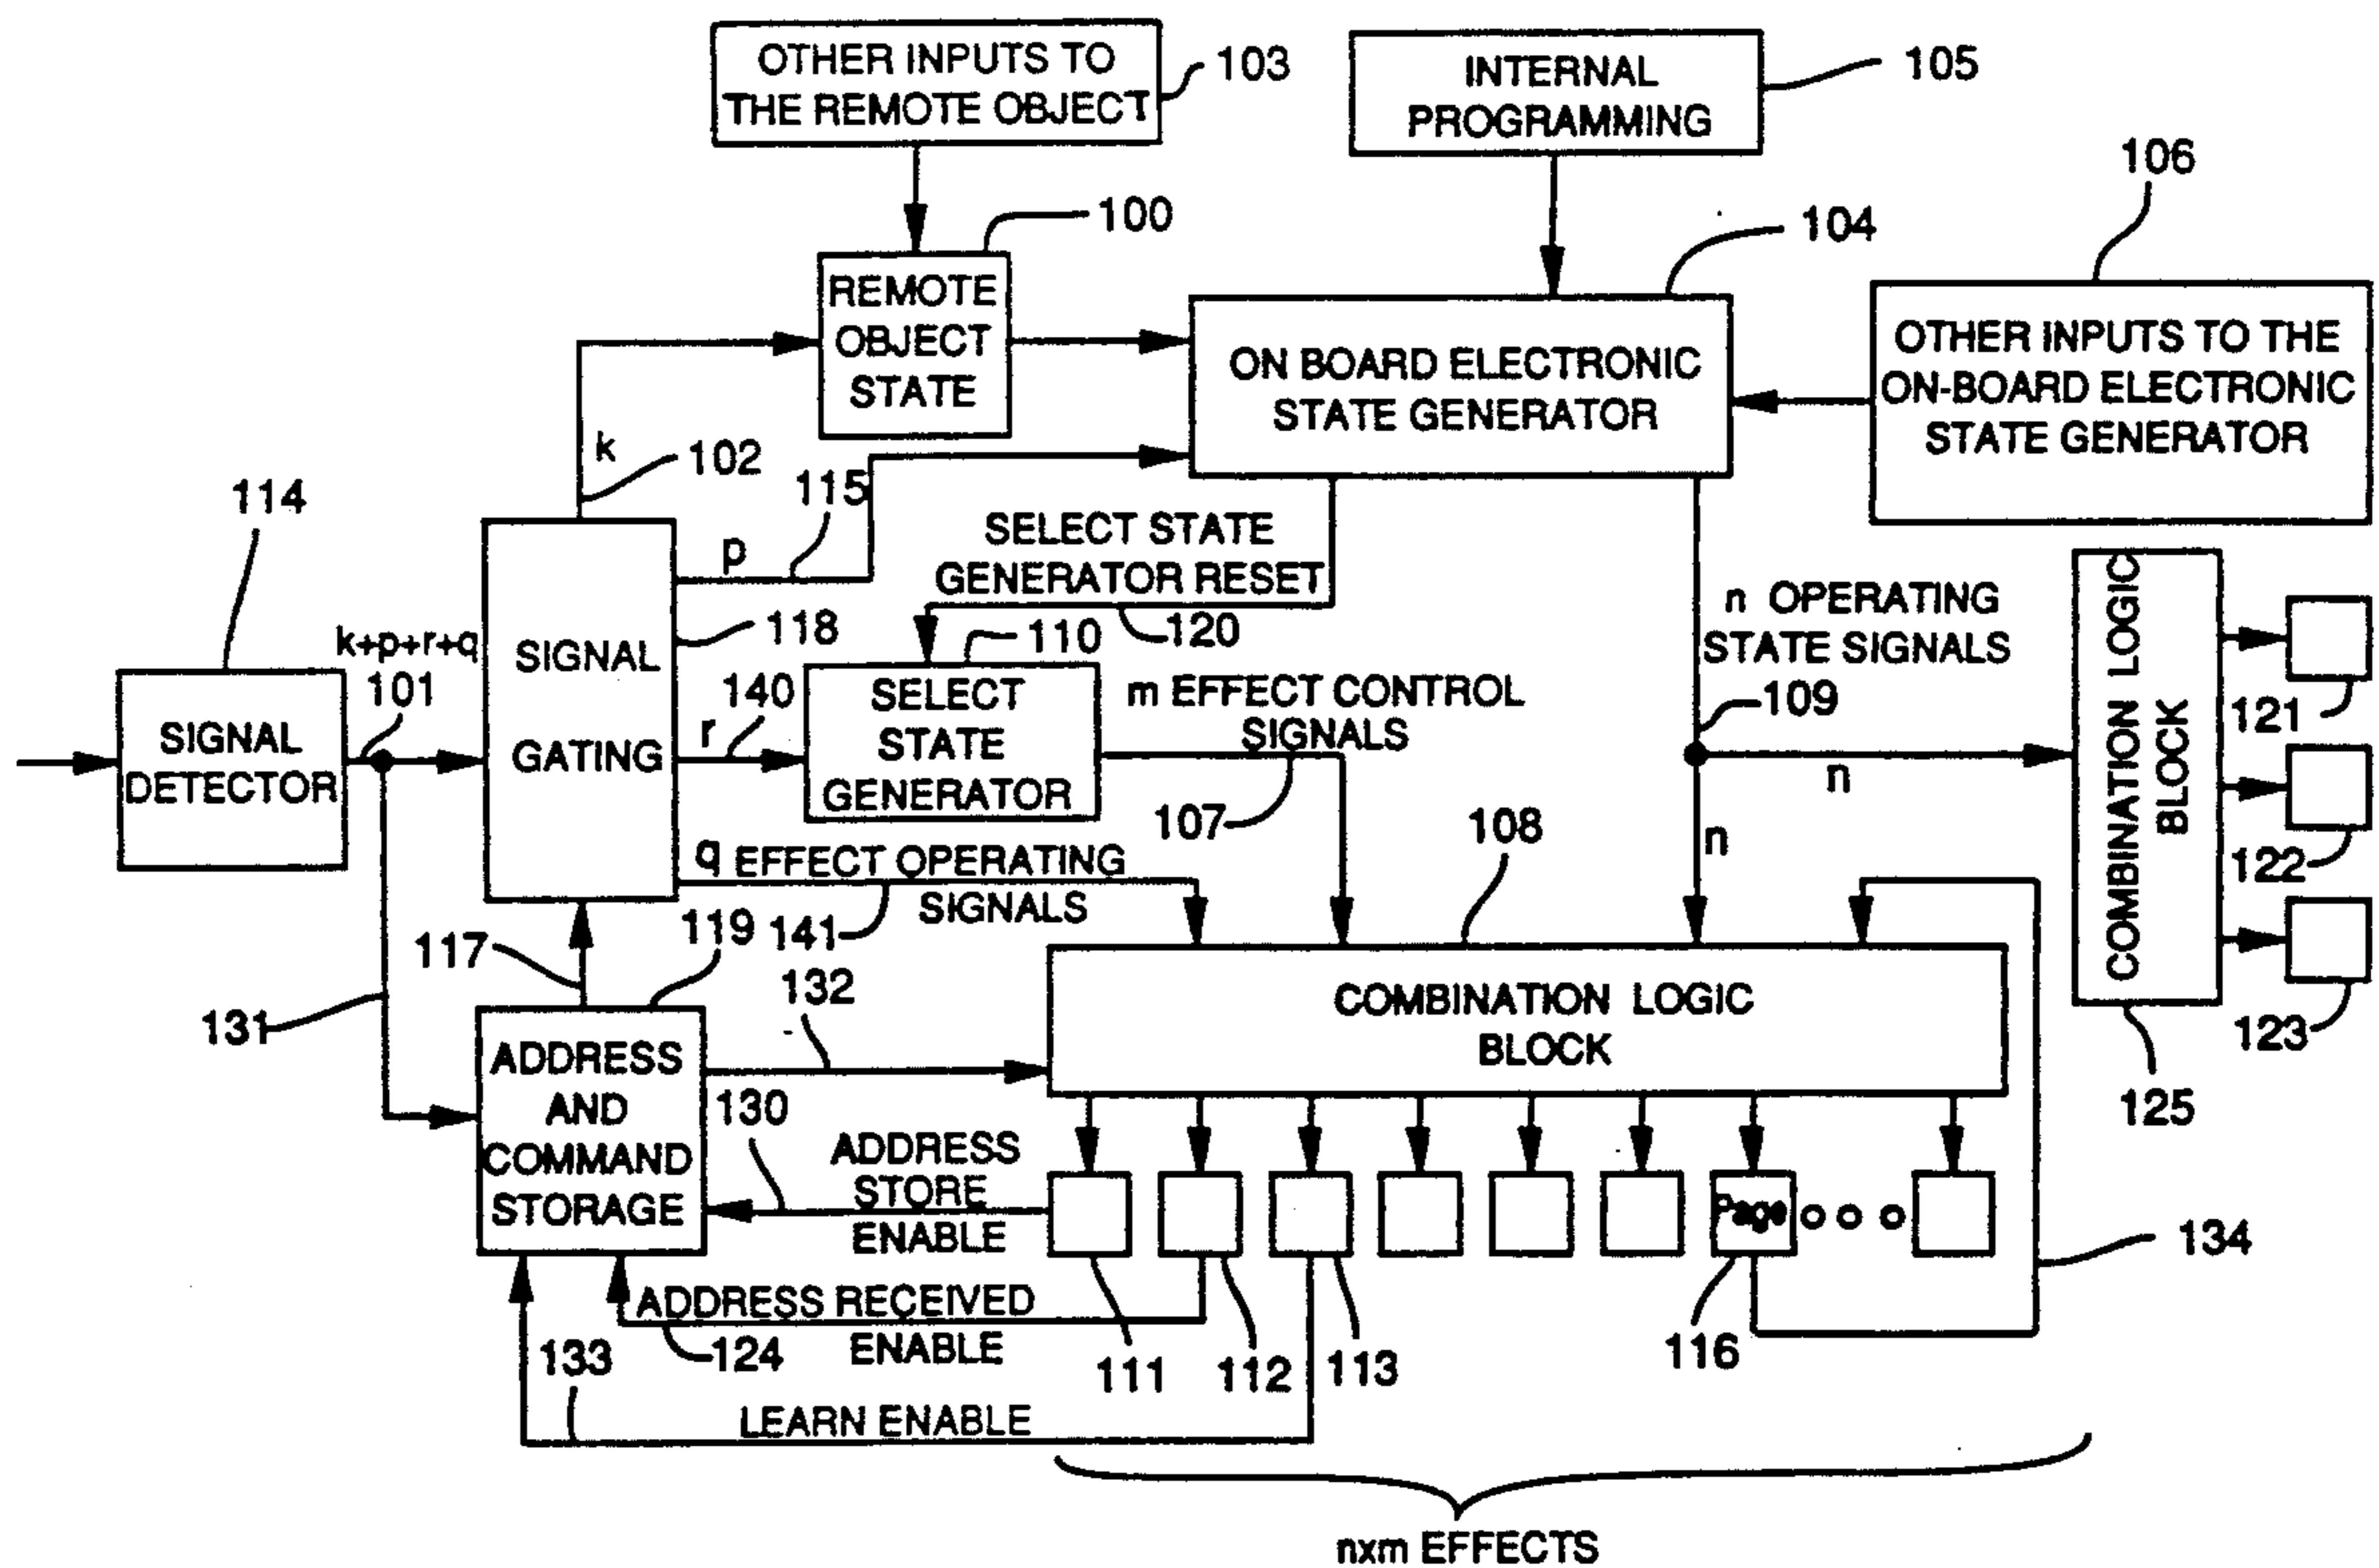 OTHER INPUTS TO
THE REMOTE OBJECT
103
INTERNAL
PROGRAMMING
105
106
100
104
REMOTE
OBJECT
STATE
ON BOARD ELECTRONIC
STATE GENERATOR
OTHER INPUTS TO THE
ON-BOARD ELECTRONIC
STATE GENERATOR
k
102
114
115
p
SELECT STATE
GENERATOR RESET
118
120
110
k+p+r+q
101
SIGNAL
GATING
SIGNAL
DETECTOR
r
140
SELECT
STATE
GENERATOR
m EFFECT CONTROL
SIGNALS
107
n OPERATING
STATE SIGNALS
109
n
n
COMBINATION LOGIC
BLOCK
121
122
123
125
108
q EFFECT OPERATING
SIGNALS
141
117
119
132
131
COMBINATION LOGIC
BLOCK
ADDRESS
AND
COMMAND
STORAGE
130
ADDRESS
STORE
ENABLE
Page
134
ADDRESS RECEIVED
ENABLE
124
133
111
112
113
116
LEARN ENABLE
nxm EFFECTS